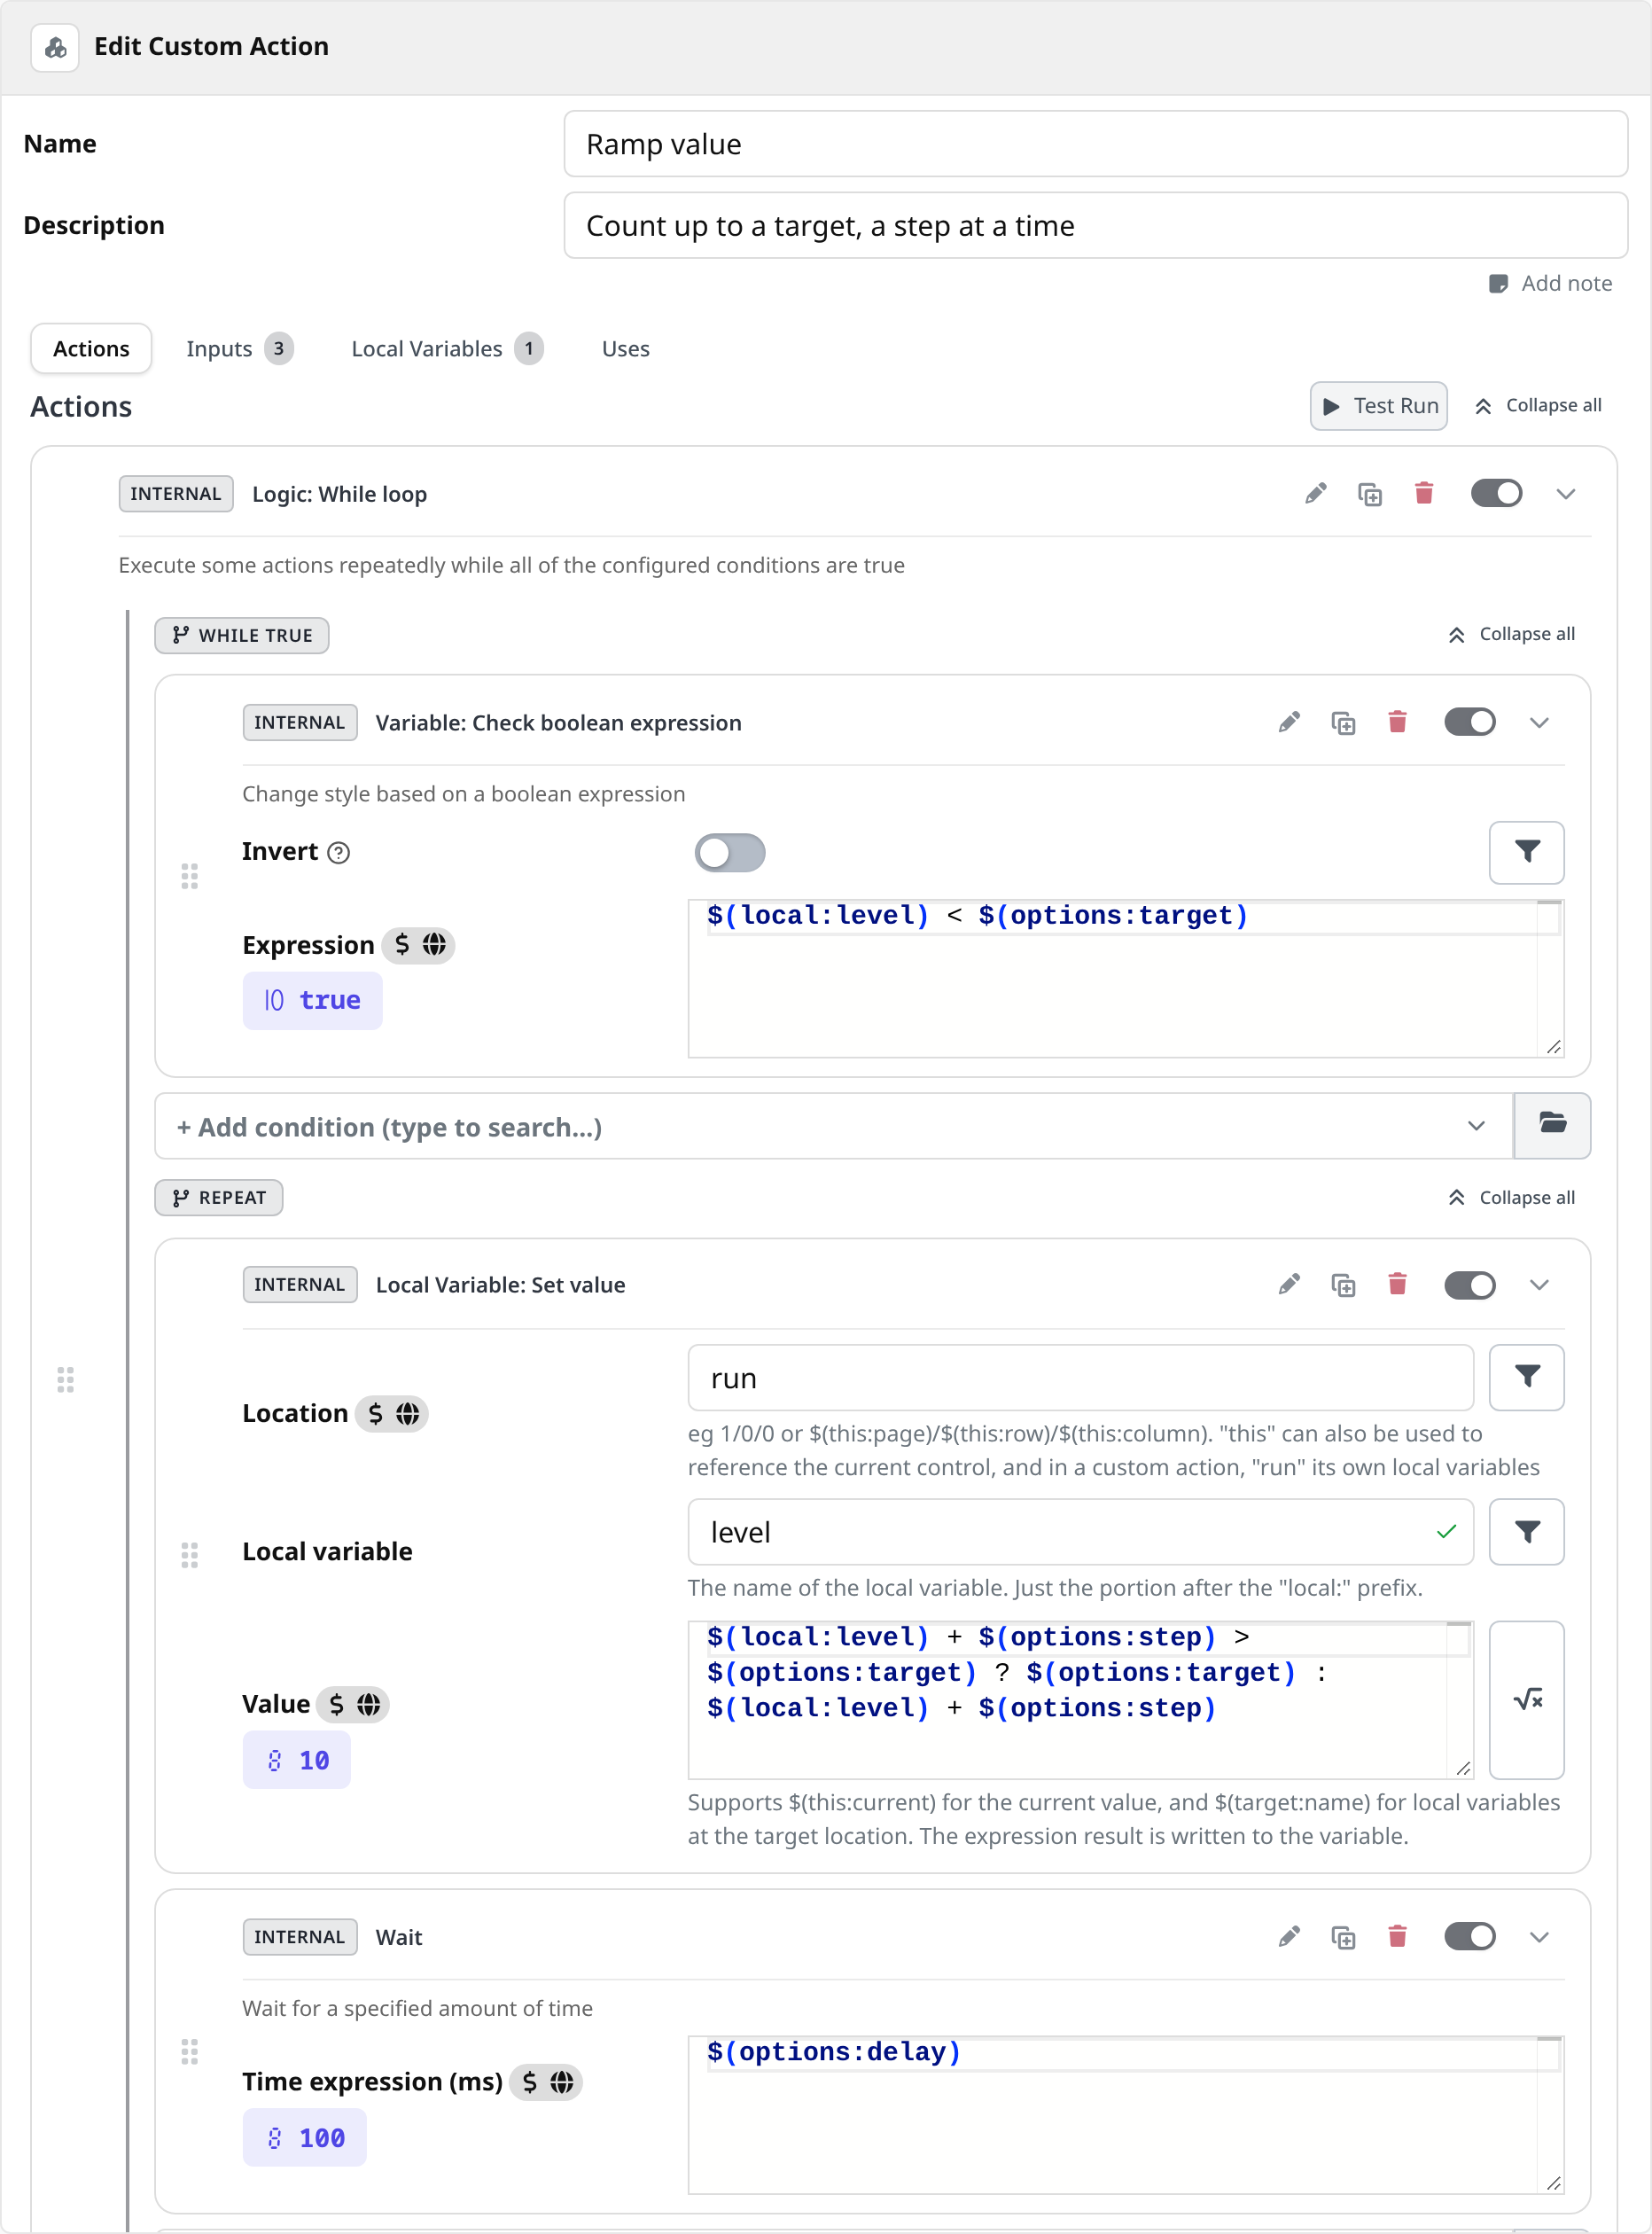 Edit Custom Action
Name
Ramp value
Description
Count up to a target, a step at a time
Add note
Actions
Inputs 3
Local Variables 1
Uses
Actions
Test Run
Collapse all
INTERNAL Logic: While loop
Execute some actions repeatedly while all of the configured conditions are true
WHILE TRUE
Collapse all
INTERNAL Variable: Check boolean expression
Change style based on a boolean expression
Invert
Expression $
true
$(local:level) < $(options:target)
+ Add condition (type to search...)
REPEAT
Collapse all
INTERNAL Local Variable: Set value
Location $
run
eg 1/0/0 or $(this:page)/$(this:row)/$(this:column). "this" can also be used to
reference the current control, and in a custom action, "run" its own local variables
Local variable
level
The name of the local variable. Just the portion after the "local:" prefix.
Value $
10
$(local:level) + $(options:step) >
$(options:target) ? $(options:target) :
$(local:level) + $(options:step)
Supports $(this:current) for the current value, and $(target:name) for local variables
at the target location. The expression result is written to the variable.
INTERNAL Wait
Wait for a specified amount of time
Time expression (ms) $
100
$(options:delay)